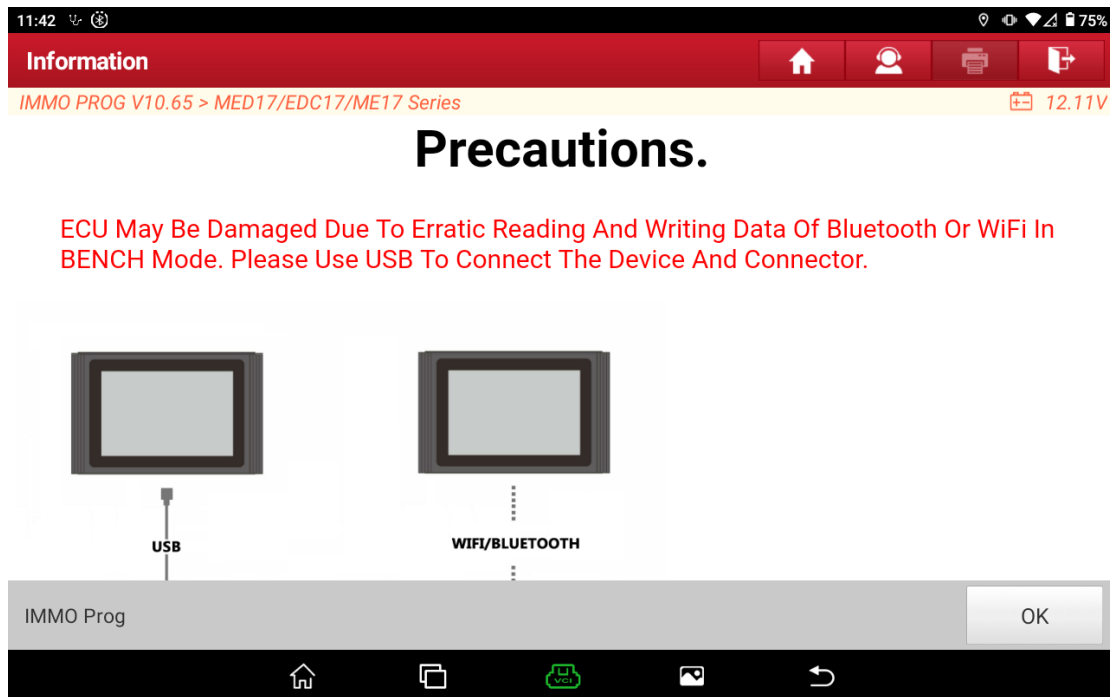 11:42 75%
Information
IMMO PROG V10.65 > MED17/EDC17/ME17 Series 12.11V
Precautions.
ECU May Be Damaged Due To Erratic Reading And Writing Data Of Bluetooth Or WiFi In
BENCH Mode. Please Use USB To Connect The Device And Connector.
USB WIFI/BLUETOOTH
IMMO Prog OK
VCI